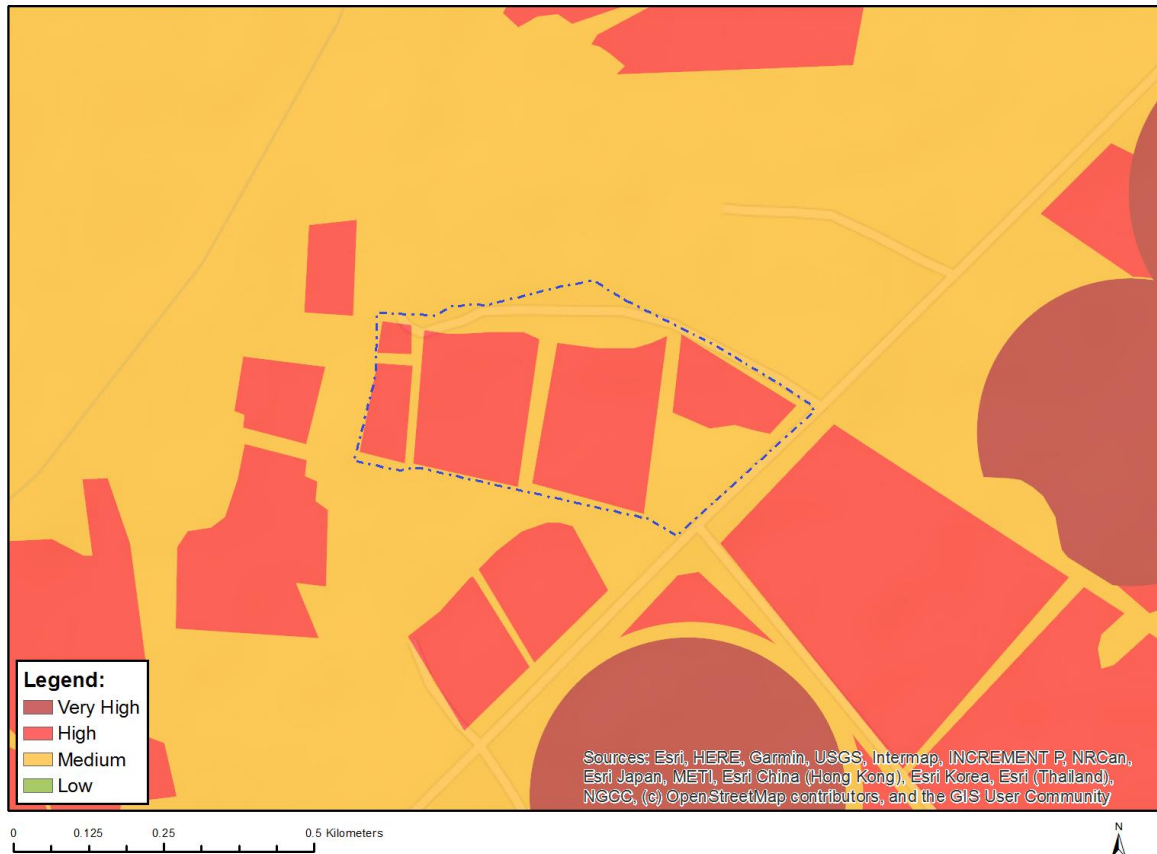 Legend:
Very High
High
Medium
Low
Sources: Esri, HERE, Garmin, USGS, Intermap, INCREMENT P, NRCan,
Esri Japan, METI, Esri China (Hong Kong), Esri Korea, Esri (Thailand),
NGCC, (c) OpenStreetMap contributors, and the GIS User Community
0 0.125 0.25 0.5 Kilometers
N